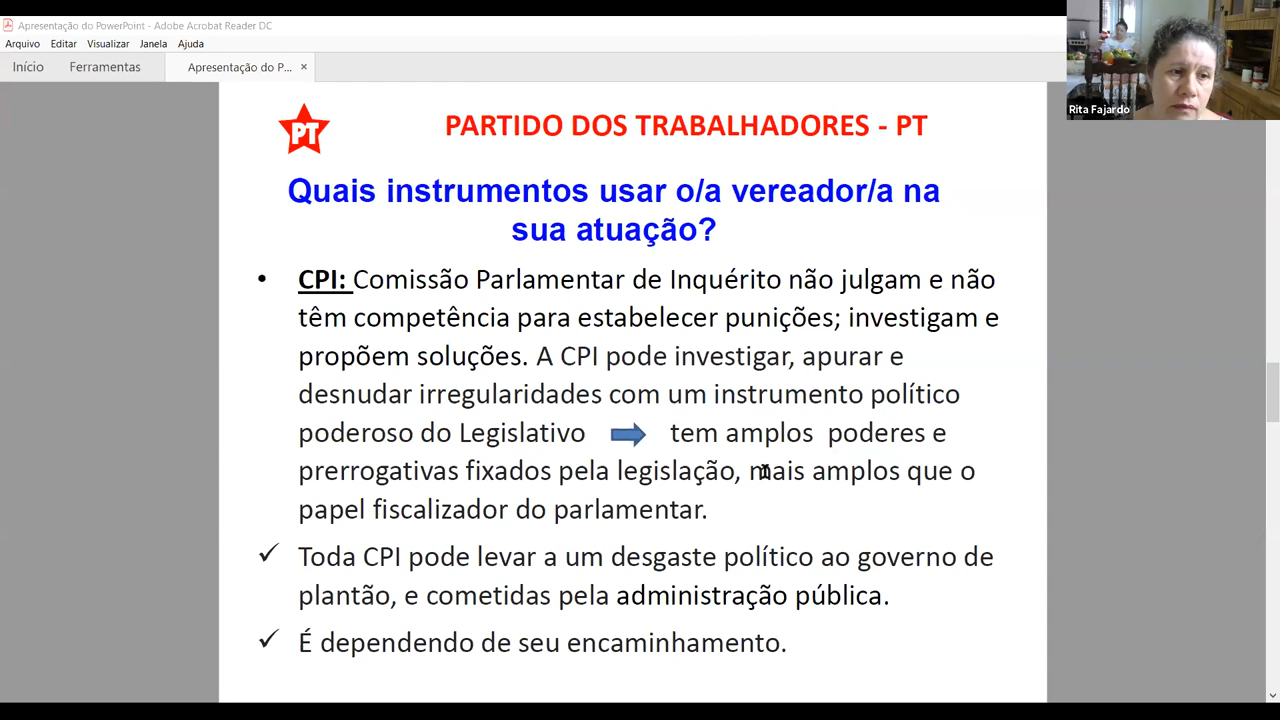 Apresentação do PowerPoint - Adobe Acrobat Reader DC
Arquivo Editar Visualizar Janela Ajuda
Início Ferramentas Apresentação do P... ×
Rita Fajardo
PT
PARTIDO DOS TRABALHADORES - PT
Quais instrumentos usar o/a vereador/a na
sua atuação?
• CPI: Comissão Parlamentar de Inquérito não julgam e não
têm competência para estabelecer punições; investigam e
propõem soluções. A CPI pode investigar, apurar e
desnudar irregularidades com um instrumento político
poderoso do Legislativo tem amplos poderes e
prerrogativas fixados pela legislação, mais amplos que o
papel fiscalizador do parlamentar.
✓ Toda CPI pode levar a um desgaste político ao governo de
plantão, e cometidas pela administração pública.
✓ É dependendo de seu encaminhamento.